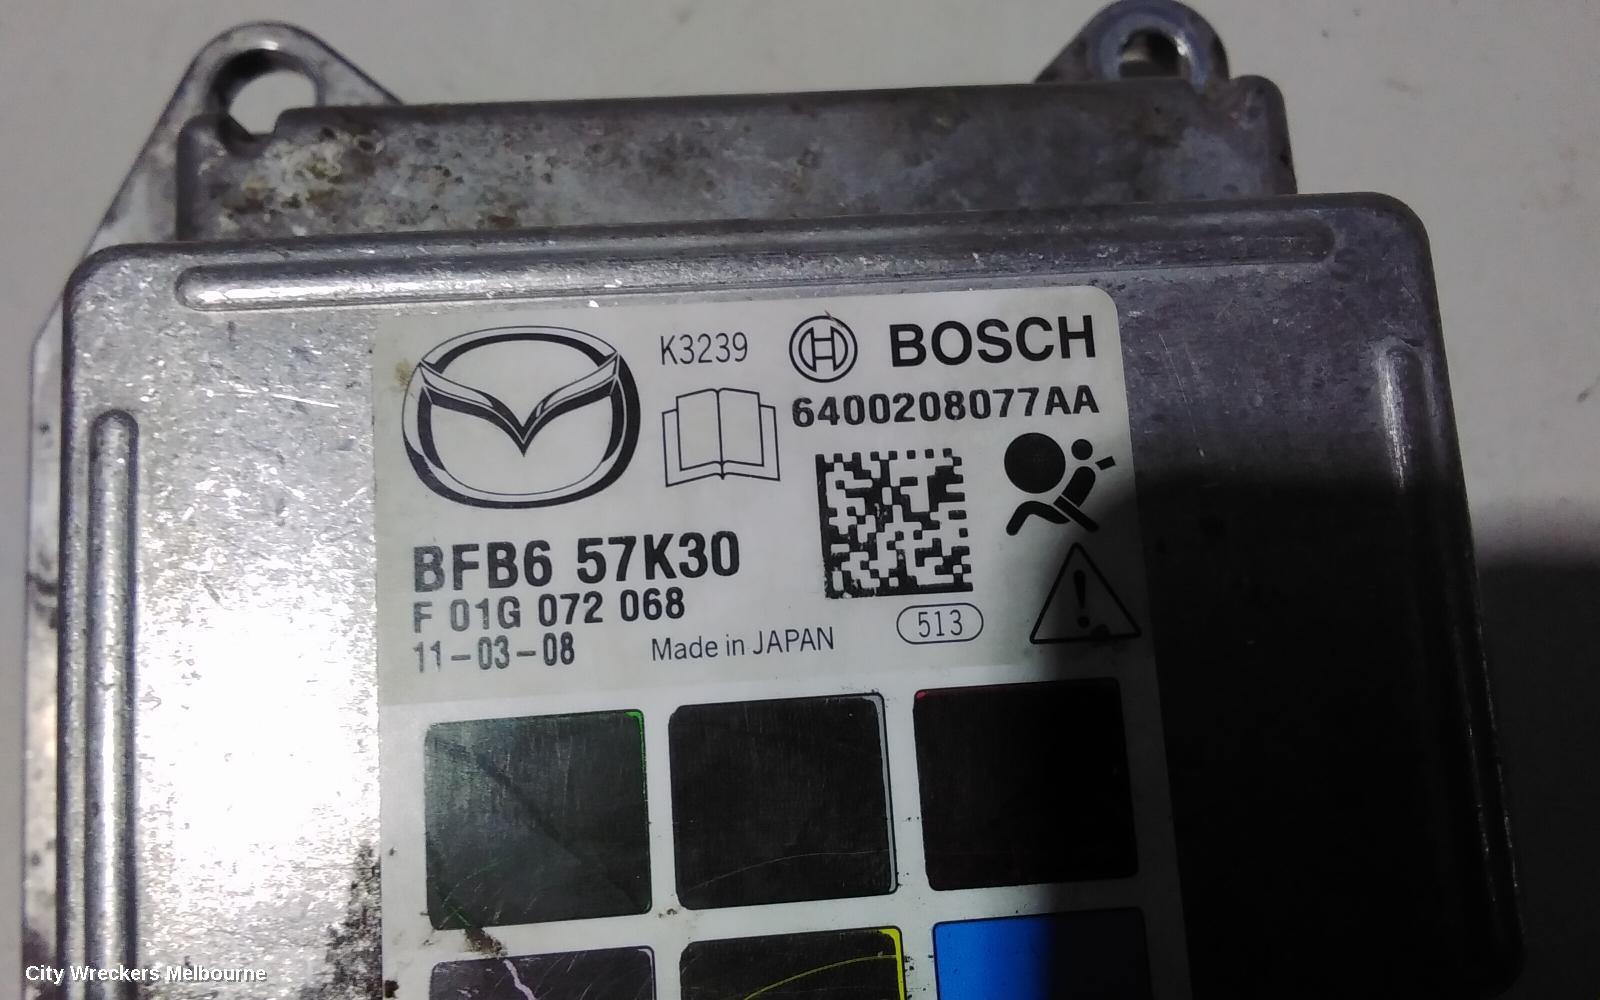 K3239
BOSCH
6400208077AA
BFB6 57K30
F 01G 072 068
11-03-08
Made in JAPAN
513
City Wreckers Melbourne